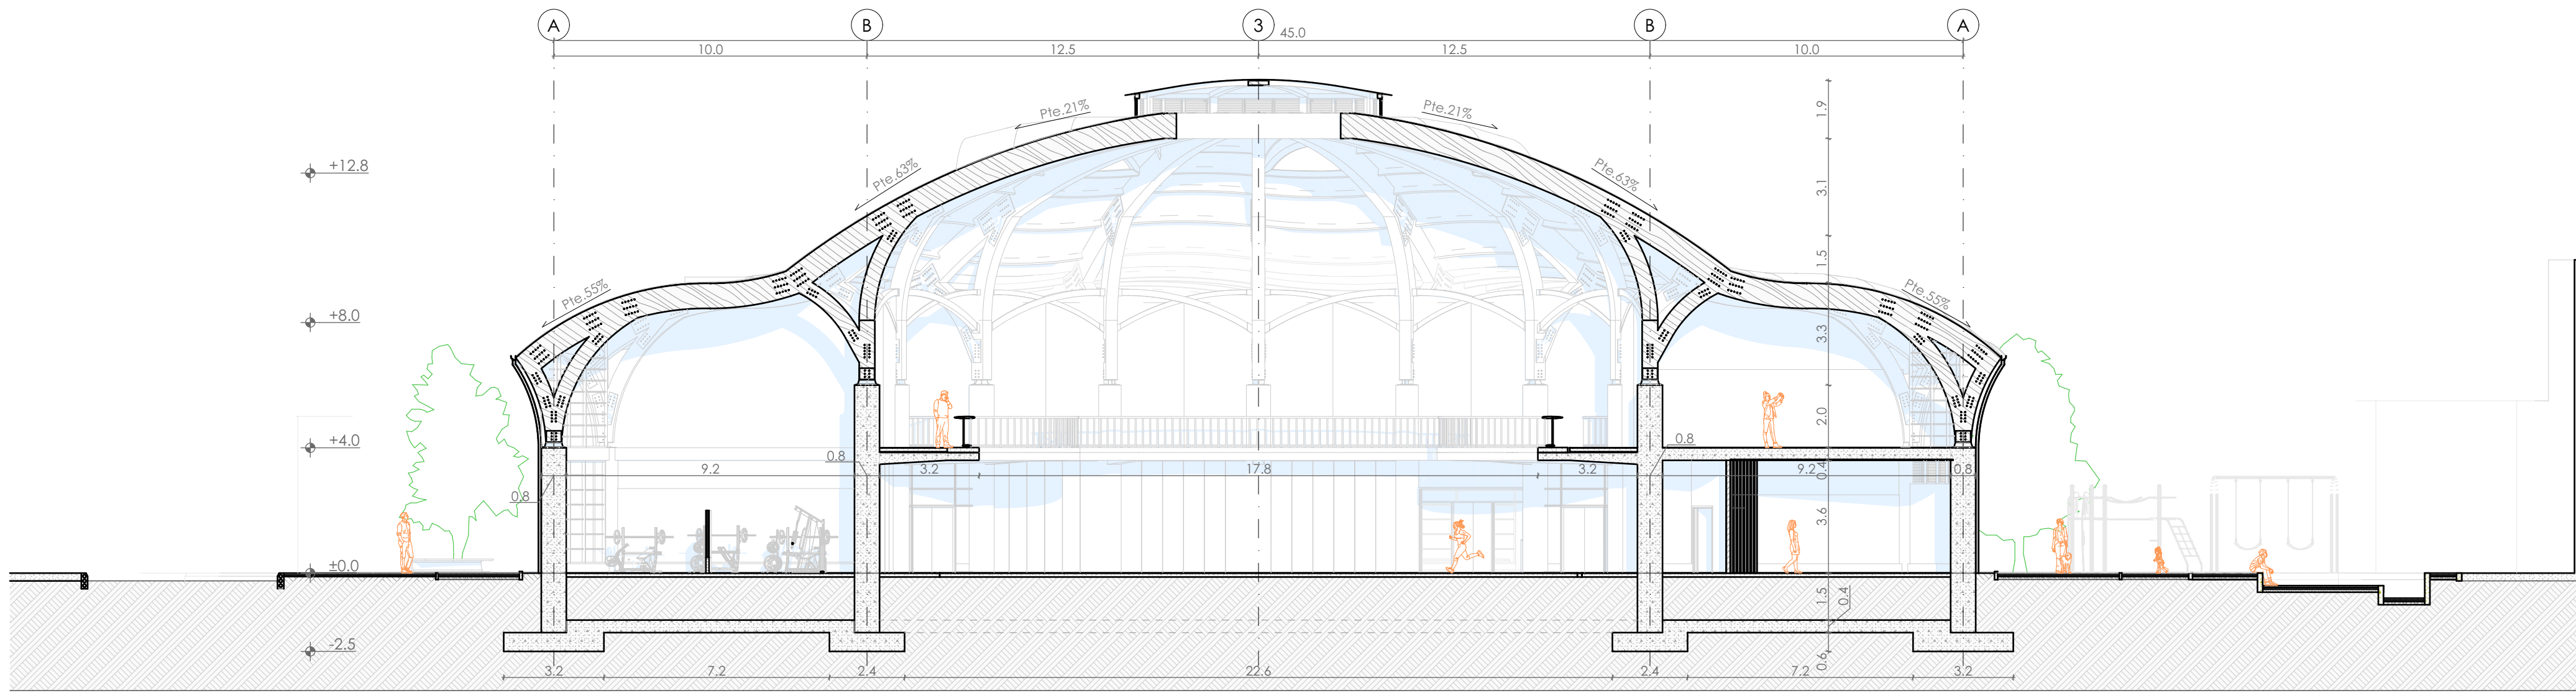 A B 3 B A
45.0
10.0 12.5 12.5 10.0
Pte.21% Pte.21%
1.9
+12.8
Pte.63% Pte.63%
3.1
1.5
Pte.55% Pte.55%
+8.0
3.3
2.0
+4.0
0.8
0.8
9.2 3.2 17.8 3.2 9.2 0.8
0.4
0.8
3.6
±0.0
1.5 0.4
-2.5
0.6
3.2 7.2 2.4 22.6 2.4 7.2 3.2